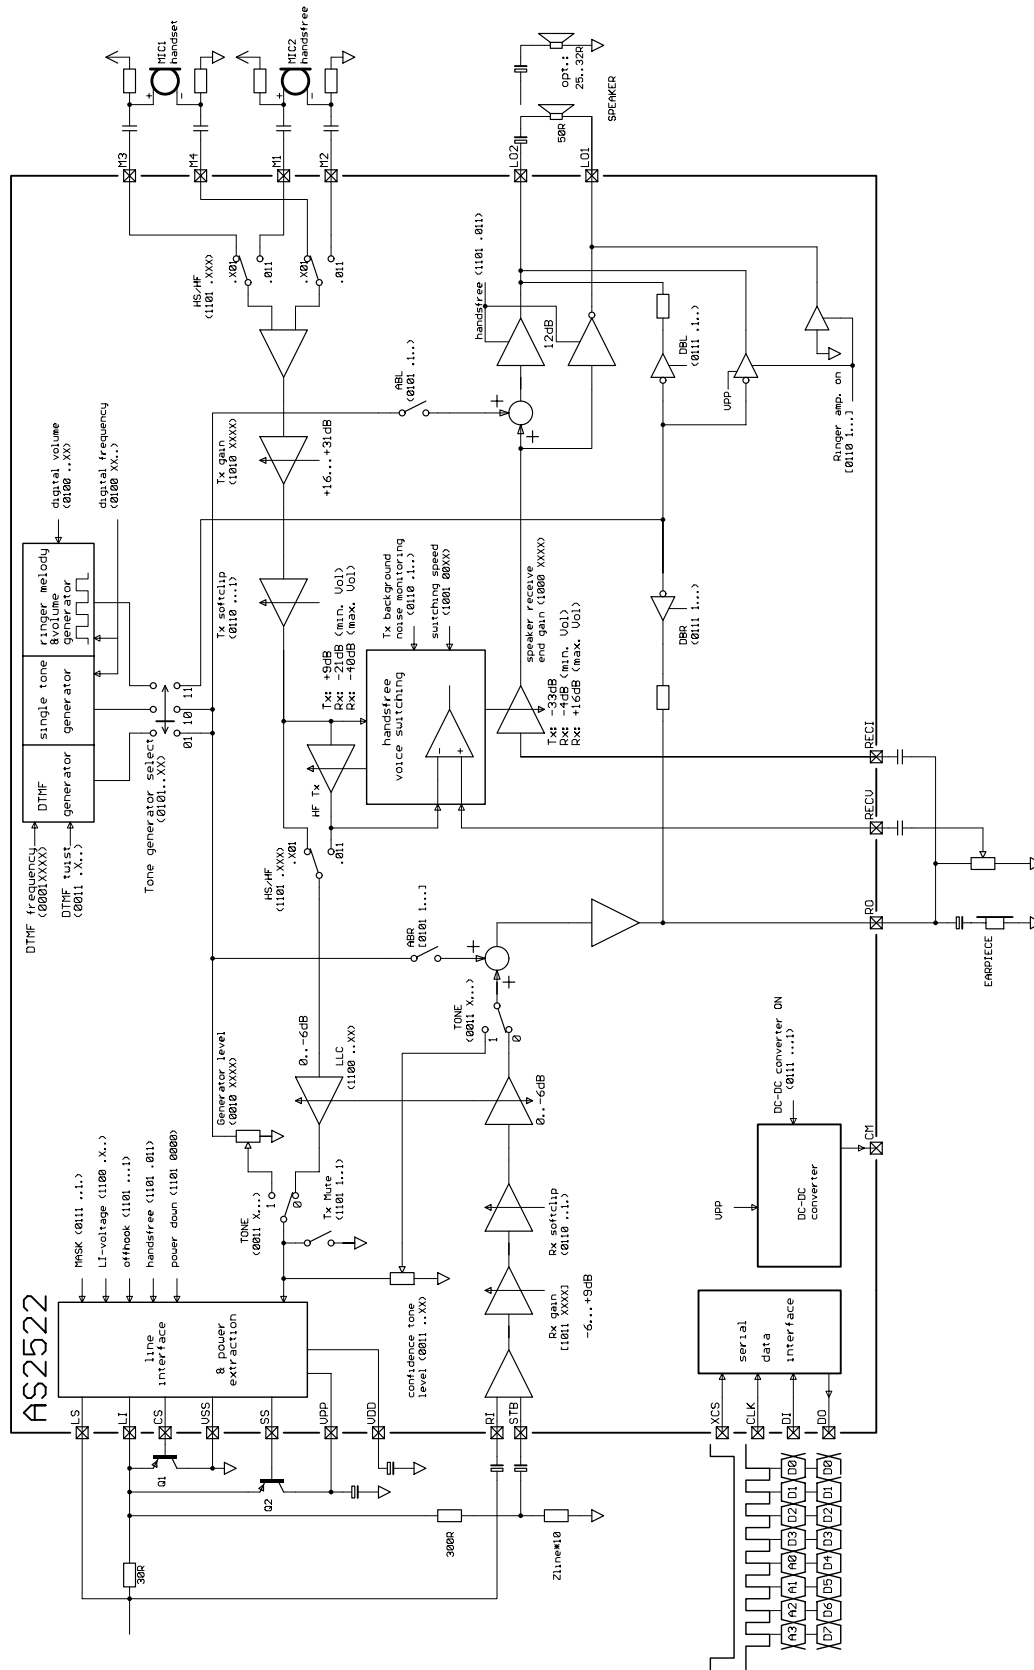 AS2522
LS
LI
CS
VSS
SS
VPP
VDD
RI
STB
XCS
CLK
DI
DO
30R
300R
Zline*10
Q1
Q2
line
interface
& power
extraction
MASK (0111 ..1.)
LI-voltage (1100 .X..)
offhook (1101 ...1)
handsfree (1101 .011)
power down (1101 0000)
TONE
(0011 X...)
1
0
Tx Mute
(1101 1..1)
Generator level
(0010 XXXX)
confidence tone
level (0011 ..XX)
0..-6dB
LLC
(1100 ..XX)
Rx gain
[1011 XXXX]
-6...+9dB
Rx softclip
(0110 ..1.)
0..-6dB
TONE
(0011 X...)
1
0
ABR
[0101 1...]
serial
data
interface
VPP
DC-DC
converter
DC-DC converter ON
(0111 ...1)
CM
A3 A2 A1 A0 D3 D2 D1 D0
D7 D6 D5 D4 D3 D2 D1 D0
DTMF frequency
(0001XXXX)
DTMF twist
(0011 .X..)
DTMF
generator
single tone
generator
ringer melody
&volume
generator
digital volume
(0100 ..XX)
digital frequency
(0100 XX..)
Tone generator select
(0101..XX)
01
10
11
HS/HF
(1101 .XXX)
.X01
.011
HF Tx
Tx: +9dB
Rx: -21dB (min. Vol)
Rx: -40dB (max. Vol)
handsfree
voice switching
-
+
Tx background
noise monitoring
(0110 .1..)
switching speed
(1001 00XX)
Tx softclip
(0110 ...1)
Tx gain
(1010 XXXX)
+16...+31dB
HS/HF
(1101 .XXX)
.X01
.011
.X01
.011
ABL
(0101 .1..)
speaker receive
end gain (1000 XXXX)
Tx: -33dB
Rx: -4dB (min. Vol)
Rx: +16dB (max. Vol)
DBR
(0111 1...)
DBL
(0111 .1..)
handsfree (1101 .011)
12dB
VPP
Ringer amp. on
[0110 1...]
M3
M4
M1
M2
MIC1
handset
MIC2
handsfree
+
-
+
-
LO2
LO1
50R
opt.:
25..32R
SPEAKER
RECI
RECV
RO
EARPIECE
+
+
+
+